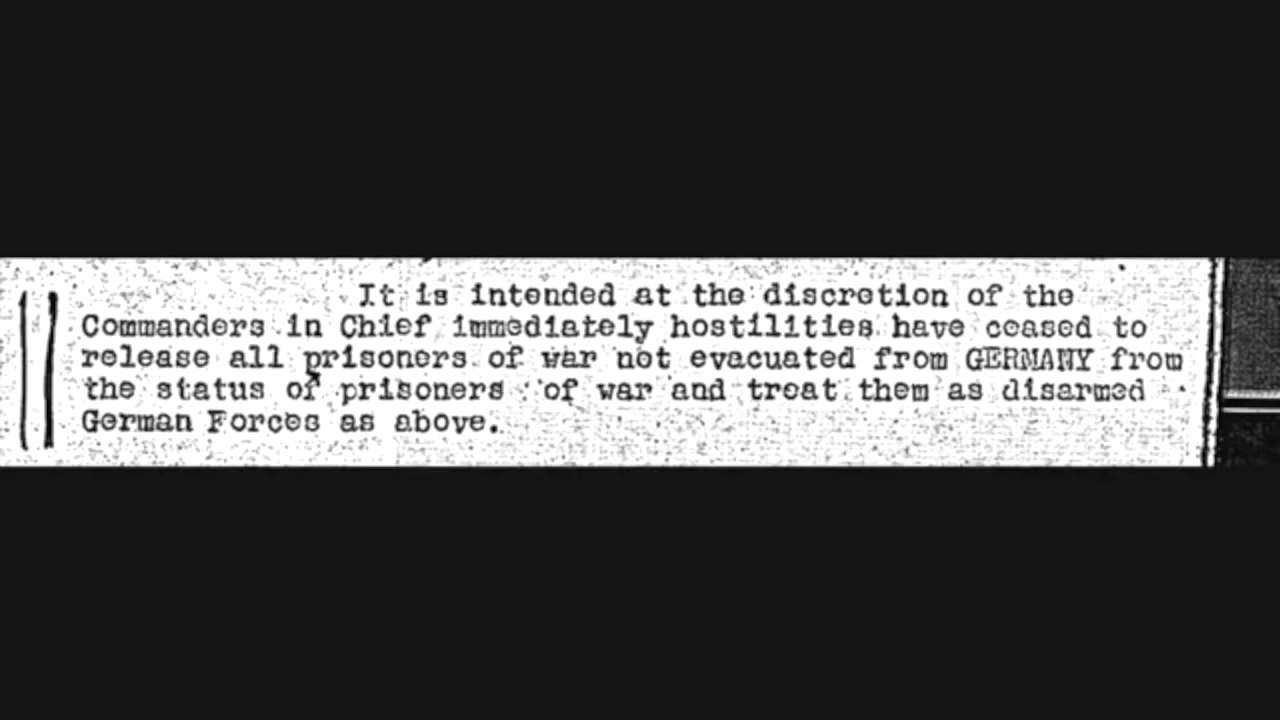 It is intended at the discretion of the
Commanders in Chief immediately hostilities have ceased to
release all prisoners of war not evacuated from GERMANY from
the status of prisoners of war and treat them as disarmed
German Forces as above.